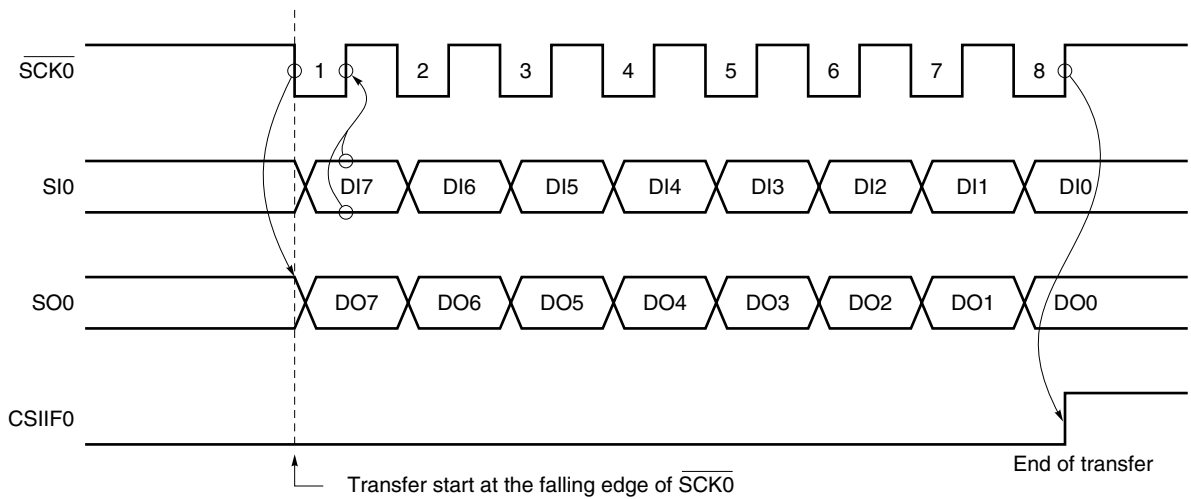 SCK0 1 2 3 4 5 6 7 8
SI0 DI7 DI6 DI5 DI4 DI3 DI2 DI1 DI0
SO0 DO7 DO6 DO5 DO4 DO3 DO2 DO1 DO0
CSIIF0
End of transfer
Transfer start at the falling edge of SCK0